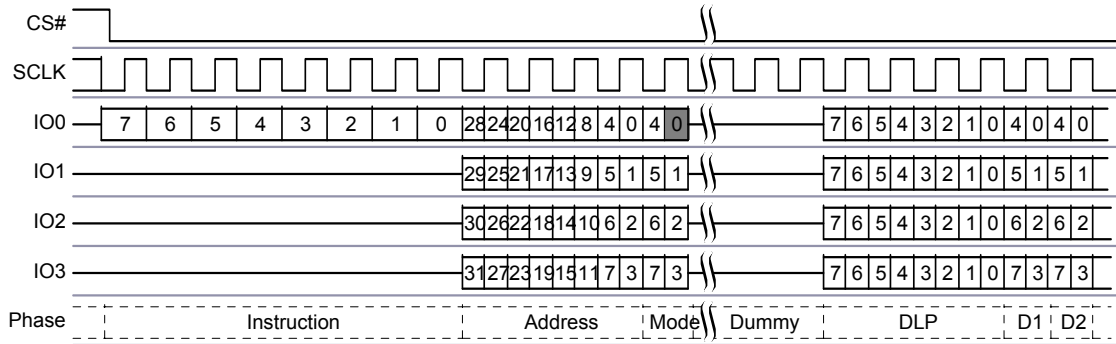 CS#
SCLK
IO0 7 6 5 4 3 2 1 0 28 24 20 16 12 8 4 0 4 0 7 6 5 4 3 2 1 0 4 0 4 0
IO1 29 25 21 17 13 9 5 1 5 1 7 6 5 4 3 2 1 0 5 1 5 1
IO2 30 26 22 18 14 10 6 2 6 2 7 6 5 4 3 2 1 0 6 2 6 2
IO3 31 27 23 19 15 11 7 3 7 3 7 6 5 4 3 2 1 0 7 3 7 3
Phase Instruction Address Mode Dummy DLP D1 D2